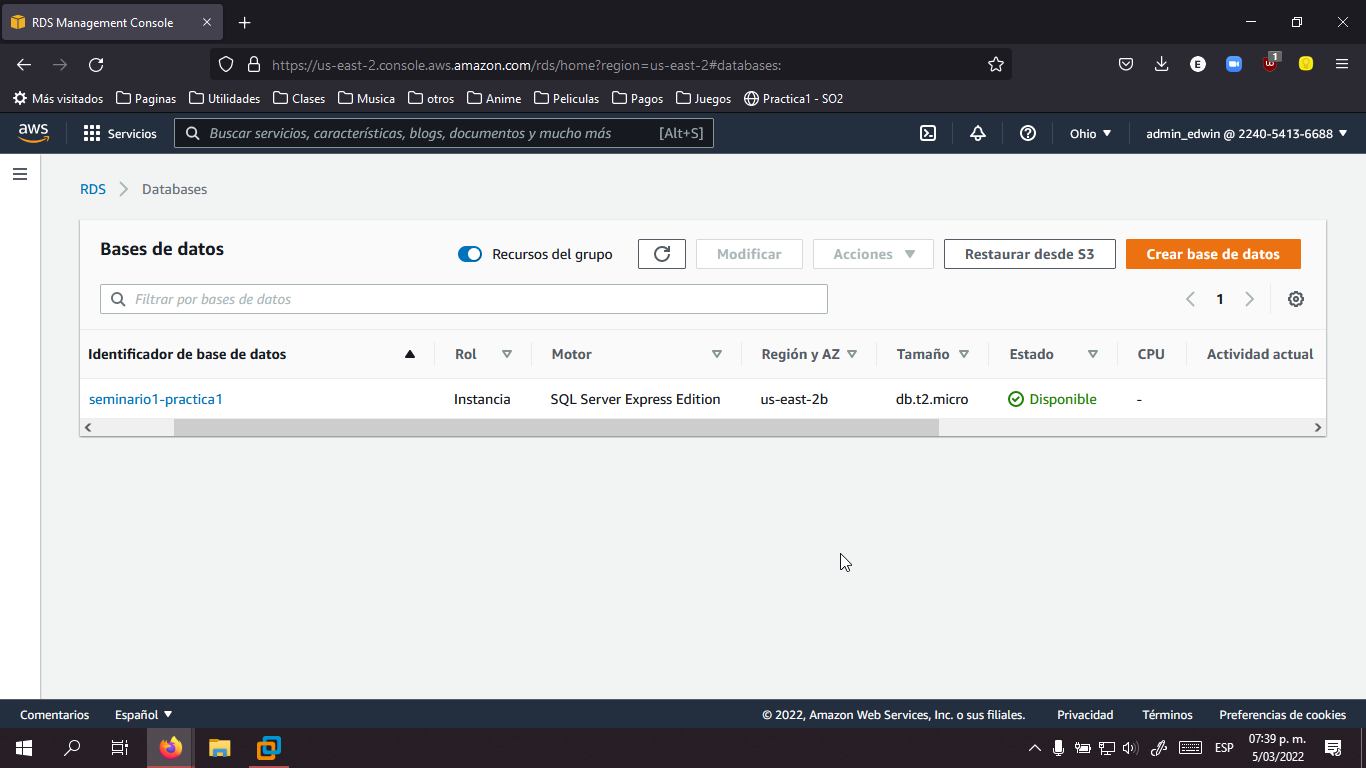 RDS Management Console
https://us-east-2.console.aws.amazon.com/rds/home?region=us-east-2#databases:
1
Más visitados Paginas Utilidades Clases Musica otros Anime Peliculas Pagos Juegos Practica1 - SO2
aws Servicios Buscar servicios, características, blogs, documentos y mucho más [Alt+S] Ohio admin_edwin @ 2240-5413-6688
RDS Databases
Bases de datos Recursos del grupo Modificar Acciones Restaurar desde S3 Crear base de datos
Filtrar por bases de datos 1
Identificador de base de datos Rol Motor Región y AZ Tamaño Estado CPU Actividad actual
seminario1-practica1 Instancia SQL Server Express Edition us-east-2b db.t2.micro Disponible -
Comentarios Español © 2022, Amazon Web Services, Inc. o sus filiales. Privacidad Términos Preferencias de cookies
ESP 07:39 p. m.
5/03/2022